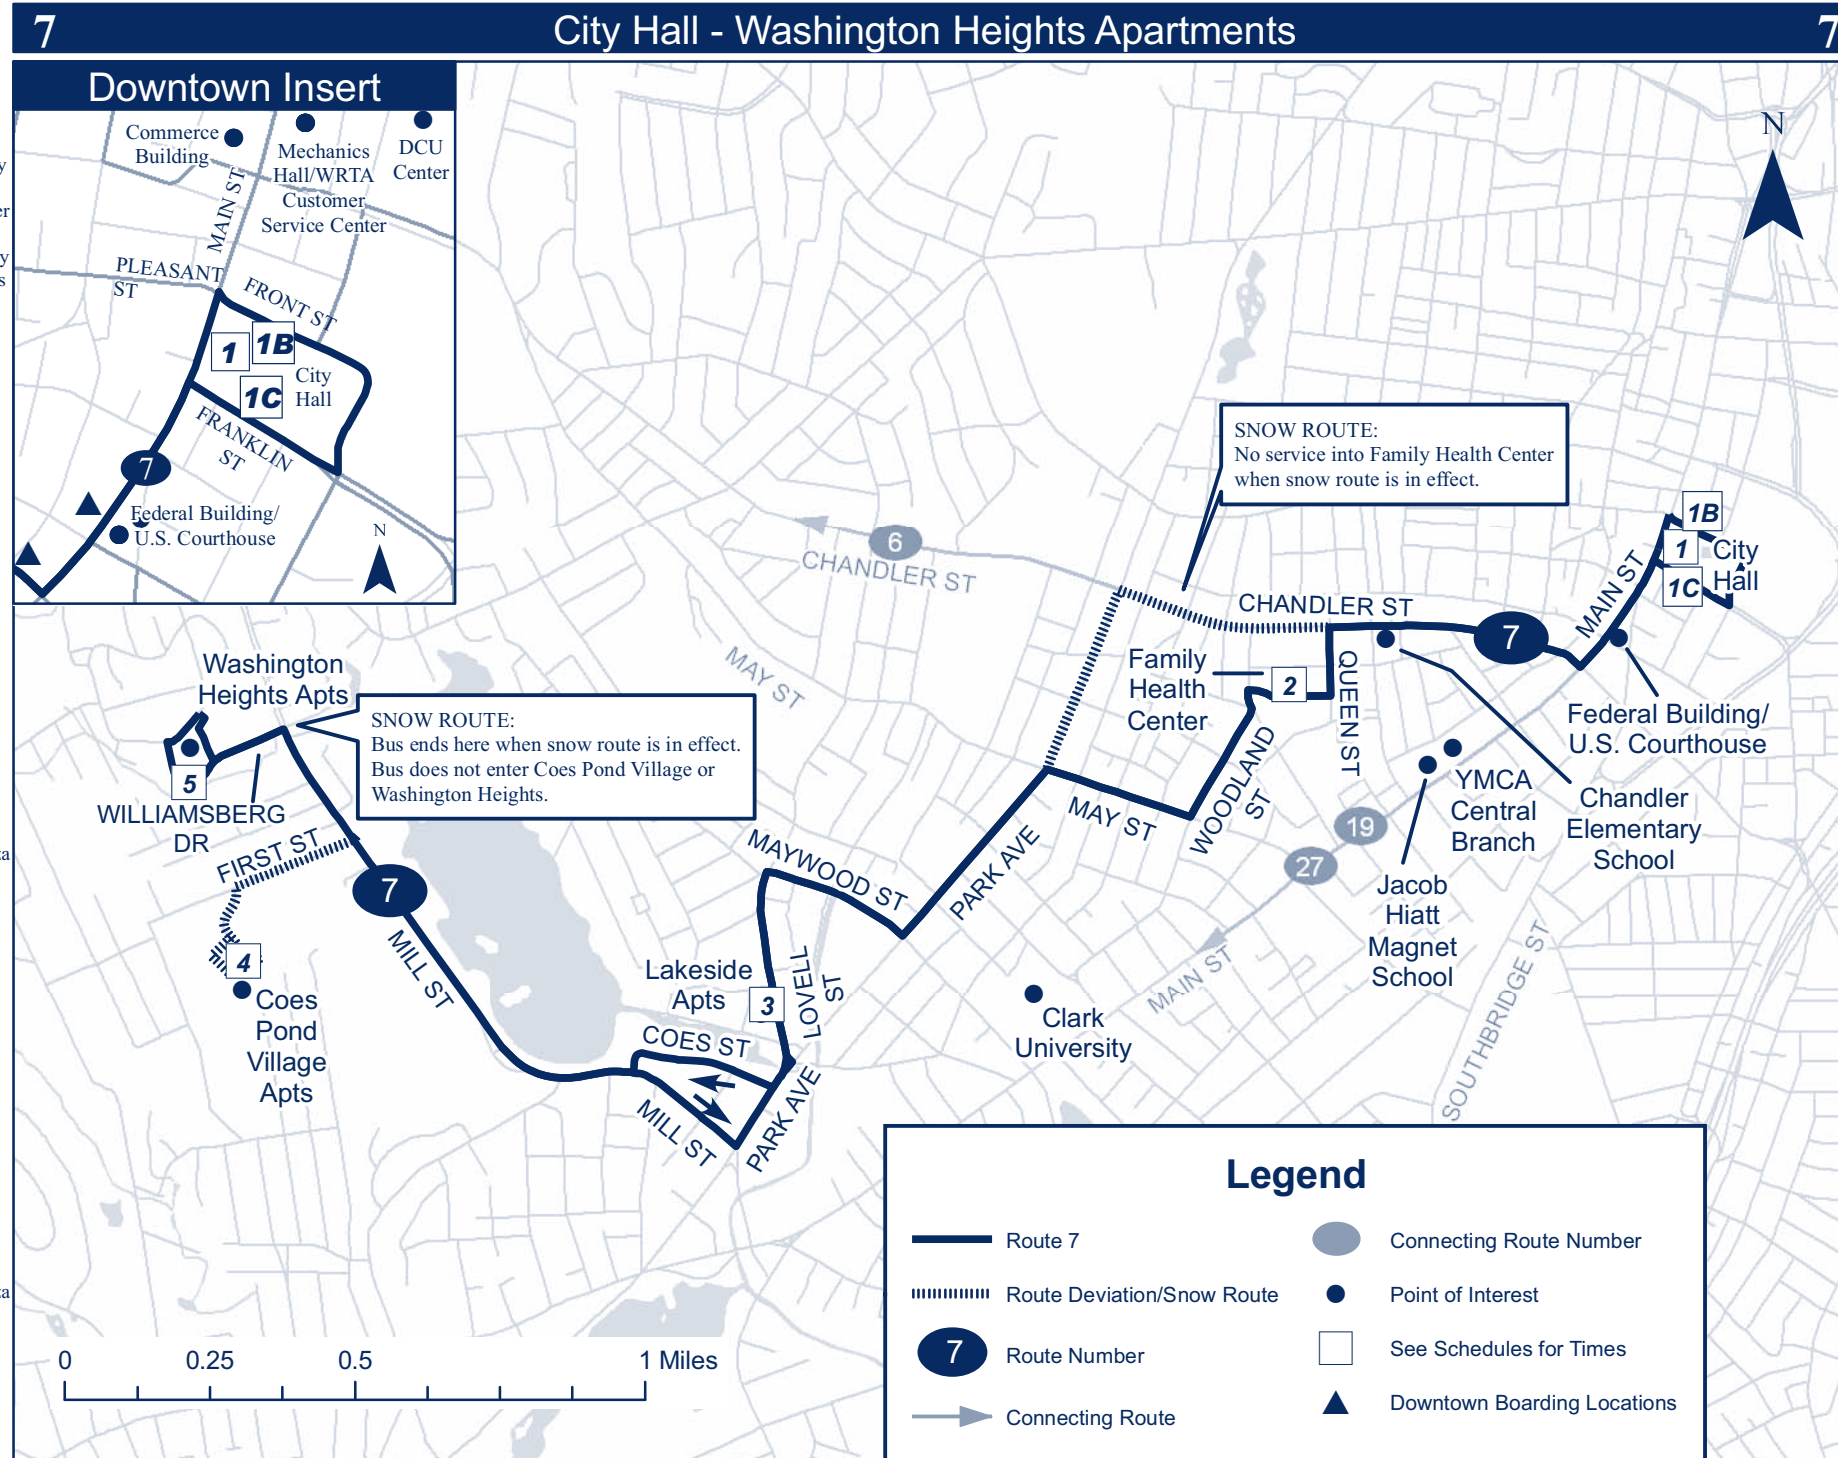 7
City Hall - Washington Heights Apartments
7
Downtown Insert
Commerce
Building
Mechanics
Hall/WRTA
Customer
Service Center
DCU
Center
MAIN ST
PLEASANT
ST
FRONT ST
1
1B
1C
City
Hall
FRANKLIN
ST
7
Federal Building/
U.S. Courthouse
N
N
SNOW ROUTE:
No service into Family Health Center
when snow route is in effect.
6
CHANDLER ST
CHANDLER ST
7
MAIN ST
1B
1
1C
City
Hall
MAY ST
Family
Health
Center
2
QUEEN ST
Federal Building/
U.S. Courthouse
YMCA
Central
Branch
Chandler
Elementary
School
Jacob
Hiatt
Magnet
School
19
27
MAIN ST
SOUTHBRIDGE ST
WOODLAND
ST
MAY ST
PARK AVE
MAYWOOD ST
Clark
University
Washington
Heights Apts
SNOW ROUTE:
Bus ends here when snow route is in effect.
Bus does not enter Coes Pond Village or
Washington Heights.
5
WILLIAMSBERG
DR
FIRST ST
7
MILL ST
4
Coes
Pond
Village
Apts
Lakeside
Apts
3
LOVELL
ST
COES ST
MILL ST
PARK AVE
0
0.25
0.5
1 Miles
Legend
Route 7
Route Deviation/Snow Route
7
Route Number
Connecting Route
Connecting Route Number
Point of Interest
See Schedules for Times
Downtown Boarding Locations